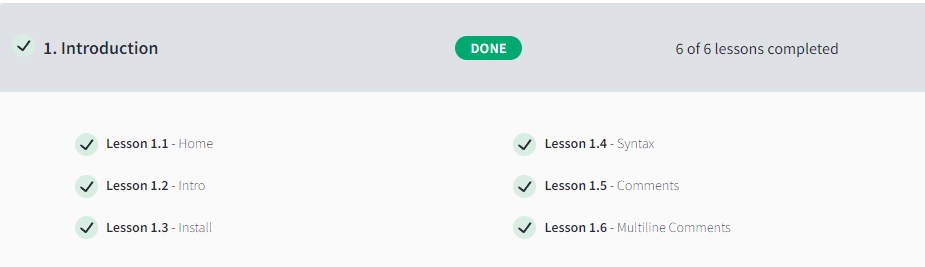 1. Introduction
DONE
6 of 6 lessons completed
Lesson 1.1 - Home
Lesson 1.2 - Intro
Lesson 1.3 - Install
Lesson 1.4 - Syntax
Lesson 1.5 - Comments
Lesson 1.6 - Multiline Comments